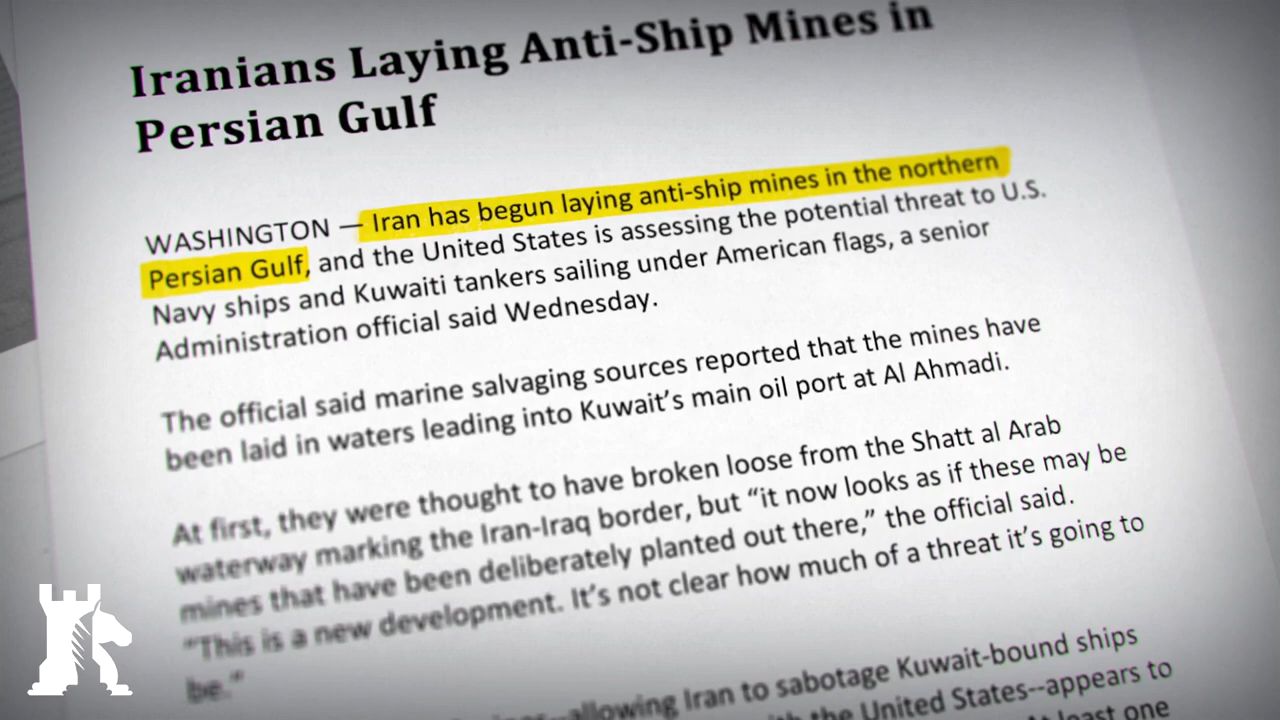 Iranians Laying Anti-Ship Mines in
Persian Gulf
WASHINGTON — Iran has begun laying anti-ship mines in the northern
Persian Gulf, and the United States is assessing the potential threat to U.S.
Navy ships and Kuwaiti tankers sailing under American flags, a senior
Administration official said Wednesday.
The official said marine salvaging sources reported that the mines have
been laid in waters leading into Kuwait’s main oil port at Al Ahmadi.
At first, they were thought to have broken loose from the Shatt al Arab
waterway marking the Iran-Iraq border, but “it now looks as if these may be
mines that have been deliberately planted out there,” the official said.
“This is a new development. It’s not clear how much of a threat it’s going to
be.”
allowing Iran to sabotage Kuwait-bound ships
the United States--appears to
least one